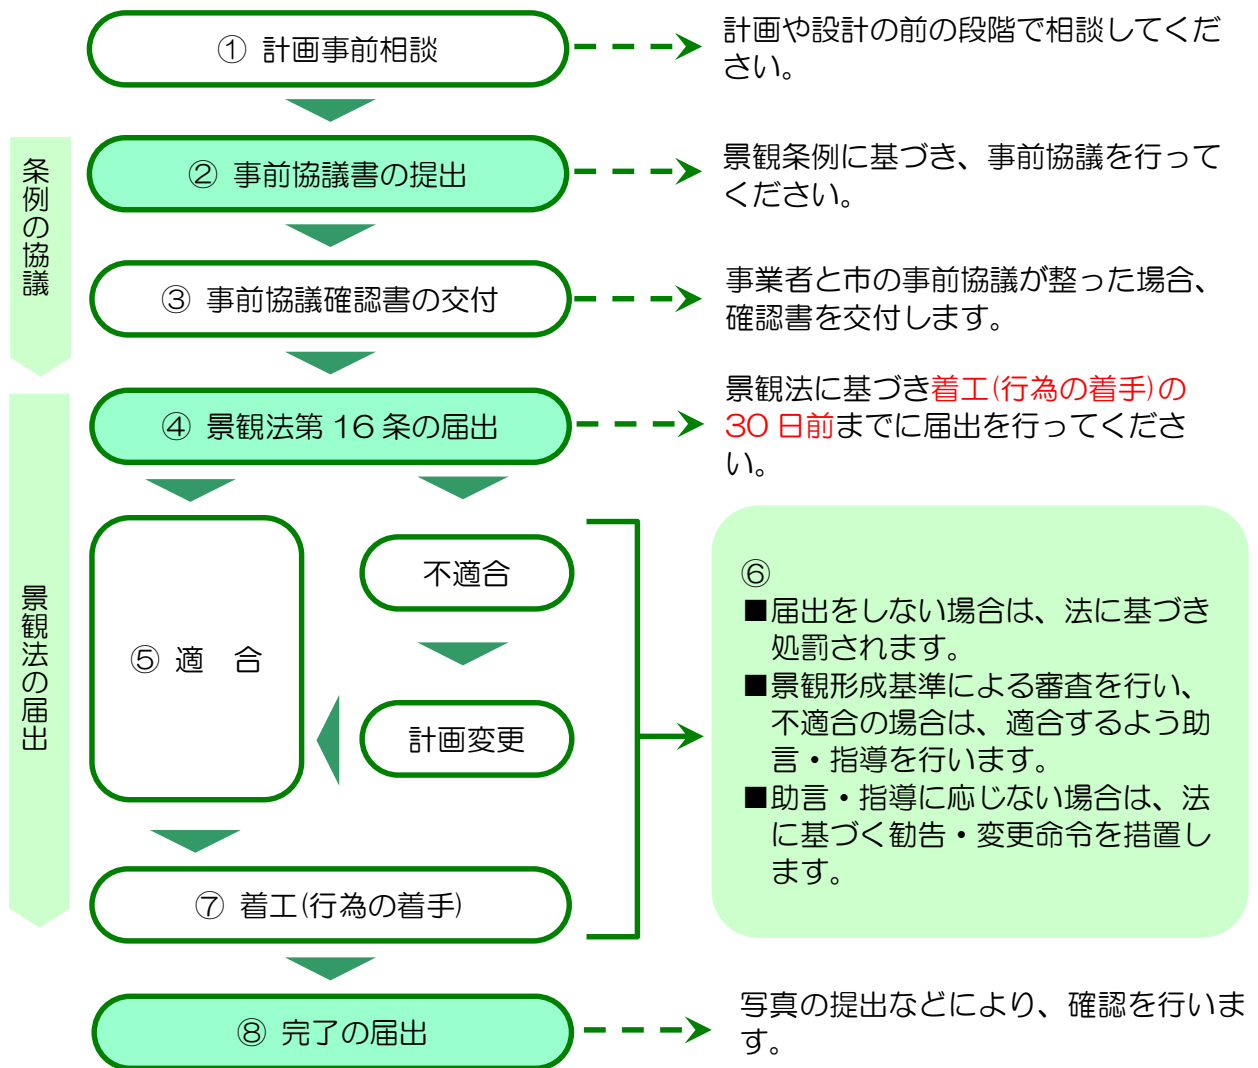 ① 計画事前相談
計画や設計の前の段階で相談してくだ
さい。
条例の協議
② 事前協議書の提出
景観条例に基づき、事前協議を行って
ください。
③ 事前協議確認書の交付
事業者と市の事前協議が整った場合、
確認書を交付します。
景観法の届出
④ 景観法第 16 条の届出
景観法に基づき着工(行為の着手)の
30 日前までに届出を行ってくださ
い。
⑤ 適　合
不適合
計画変更
⑥
■届出をしない場合は、法に基づき
処罰されます。
■景観形成基準による審査を行い、
不適合の場合は、適合するよう助
言・指導を行います。
■助言・指導に応じない場合は、法
に基づく勧告・変更命令を措置し
ます。
⑦ 着工(行為の着手)
⑧ 完了の届出
写真の提出などにより、確認を行いま
す。